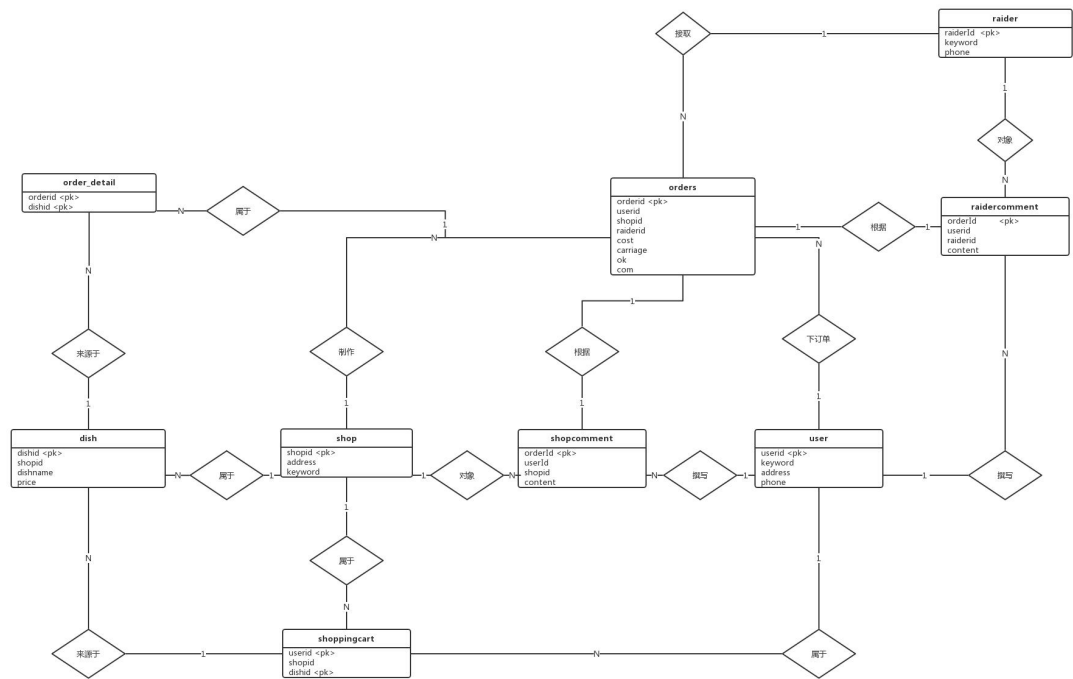 raider
raiderId <pk>
keyword
phone
接取
1
N
1
对象
N
order_detail
orderid <pk>
dishid <pk>
N
属于
1
N
orders
orderid <pk>
userid
shopid
raiderid
cost
carriage
ok
com
1
根据
1
raidercomment
orderId <pk>
userid
raiderid
content
N
N
1
来源于
制作
根据
下订单
N
1
1
1
1
dish
dishid <pk>
shopid
dishname
price
N
属于
1
shop
shopid <pk>
address
keyword
1
对象
N
shopcomment
orderId <pk>
userId
shopid
content
N
撰写
1
user
userid <pk>
keyword
address
phone
1
撰写
1
N
属于
1
N
来源于
1
shoppingcart
userid <pk>
shopid
dishid <pk>
N
属于